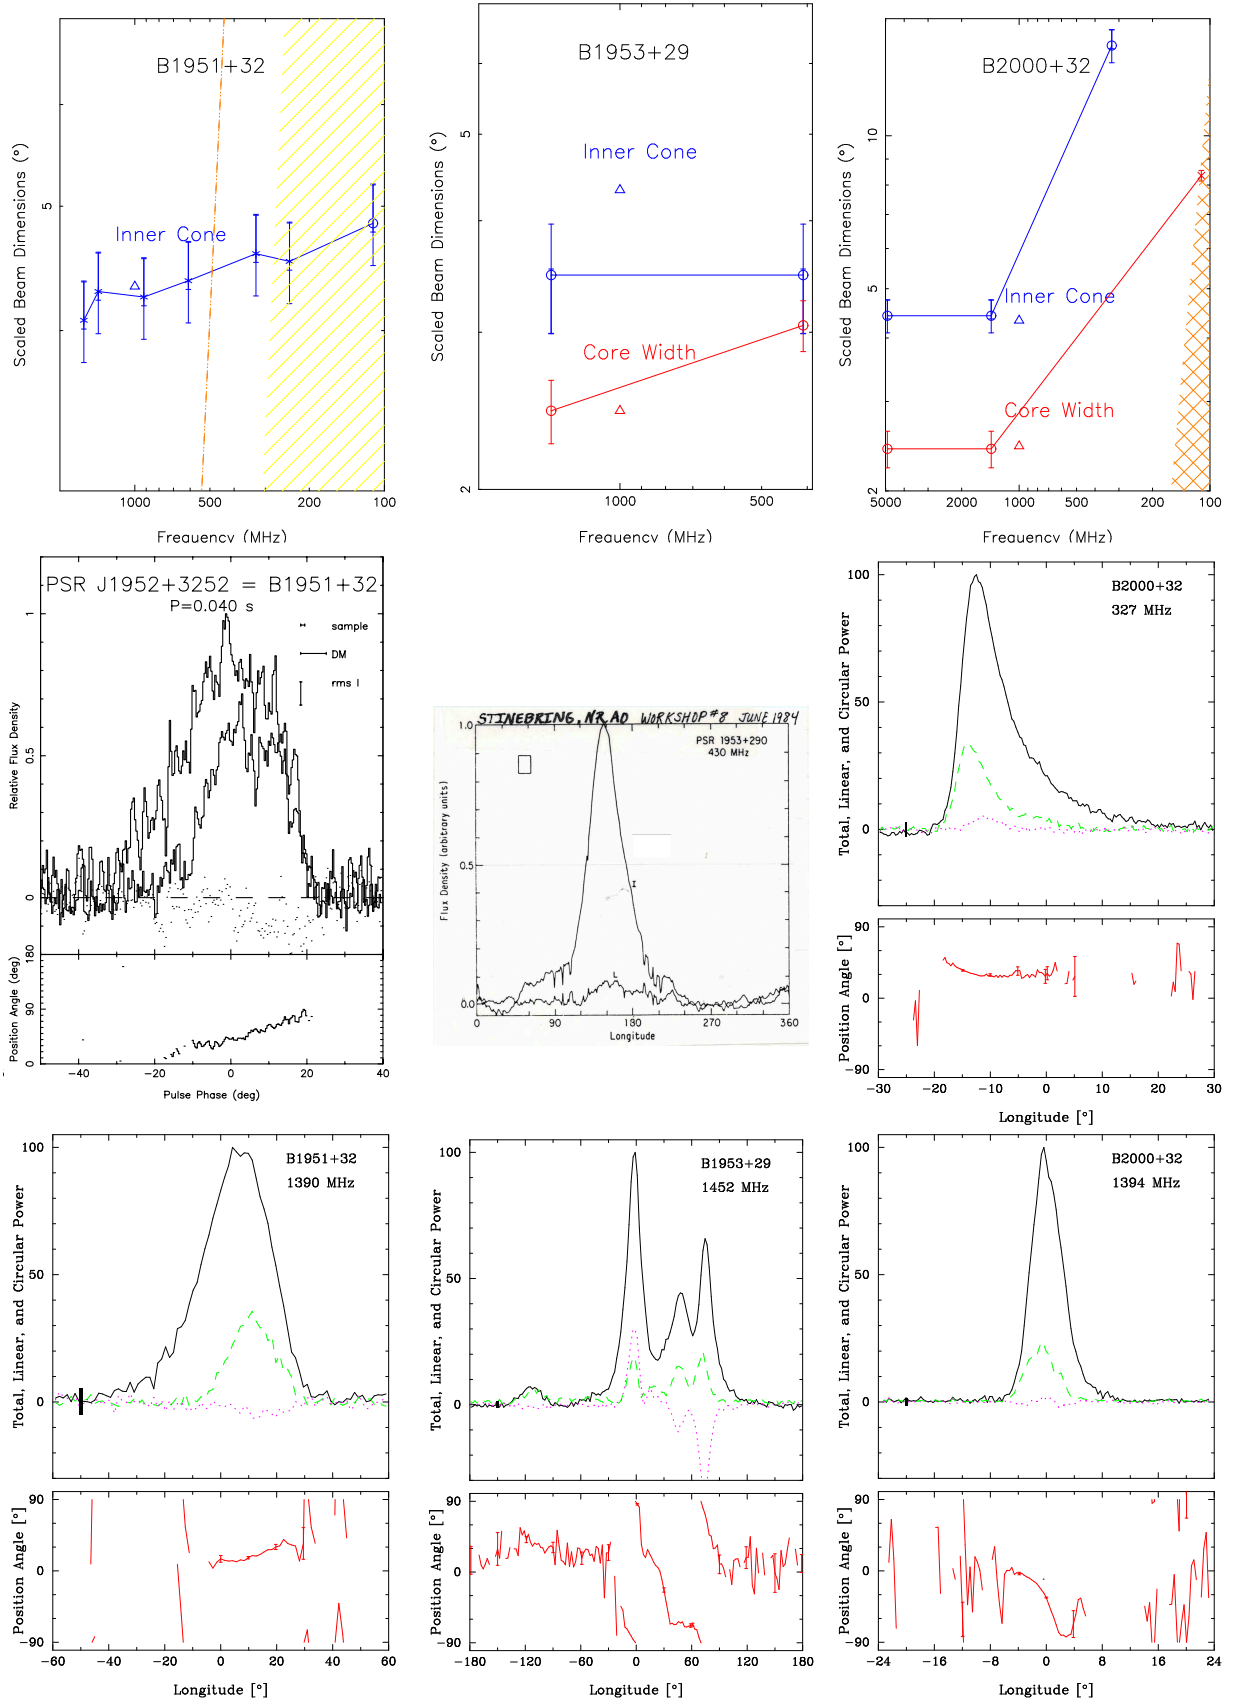 B1951+32
Inner Cone
5
Scaled Beam Dimensions (°)
1000 500 200 100
Frequency (MHz)
B1953+29
Inner Cone
Core Width
5
2
Scaled Beam Dimensions (°)
1000 500
Frequency (MHz)
B2000+32
Inner Cone
Core Width
10
5
2
Scaled Beam Dimensions (°)
5000 2000 1000 500 200 100
Frequency (MHz)
PSR J1952+3252 = B1951+32
P=0.040 s
sample
DM
rms I
1
0.5
0
Relative Flux Density
180
90
0
Position Angle (deg)
−40 −20 0 20 40
Pulse Phase (deg)
STINEBRING, NRAO WORKSHOP #8 JUNE 1984
PSR 1953+290
430 MHz
1.0
0.5
0.0
Flux Density (arbitrary units)
I
L
0 90 180 270 360
Longitude
B2000+32
327 MHz
100
50
0
Total, Linear, and Circular Power
90
0
−90
Position Angle [°]
−30 −20 −10 0 10 20 30
Longitude [°]
B1951+32
1390 MHz
100
50
0
Total, Linear, and Circular Power
90
0
−90
Position Angle [°]
−60 −40 −20 0 20 40 60
Longitude [°]
B1953+29
1452 MHz
100
50
0
Total, Linear, and Circular Power
90
0
−90
Position Angle [°]
−180 −120 −60 0 60 120 180
Longitude [°]
B2000+32
1394 MHz
100
50
0
Total, Linear, and Circular Power
90
0
−90
Position Angle [°]
−24 −16 −8 0 8 16 24
Longitude [°]